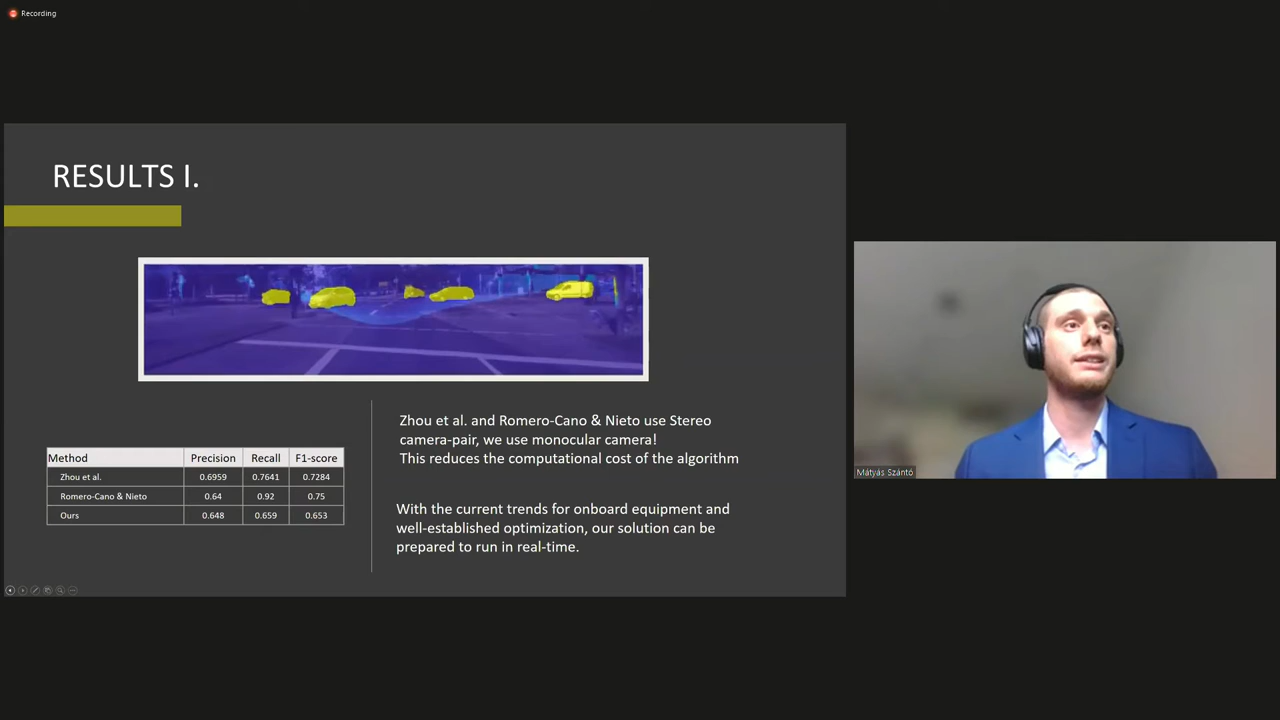 Recording
RESULTS I.
Zhou et al. and Romero-Cano & Nieto use Stereo
camera-pair, we use monocular camera!
This reduces the computational cost of the algorithm
Method Precision Recall F1-score
Zhou et al. 0.6959 0.7641 0.7284
Romero-Cano & Nieto 0.64 0.92 0.75
Ours 0.648 0.659 0.653
With the current trends for onboard equipment and
well-established optimization, our solution can be
prepared to run in real-time.
Mátyás Szántó